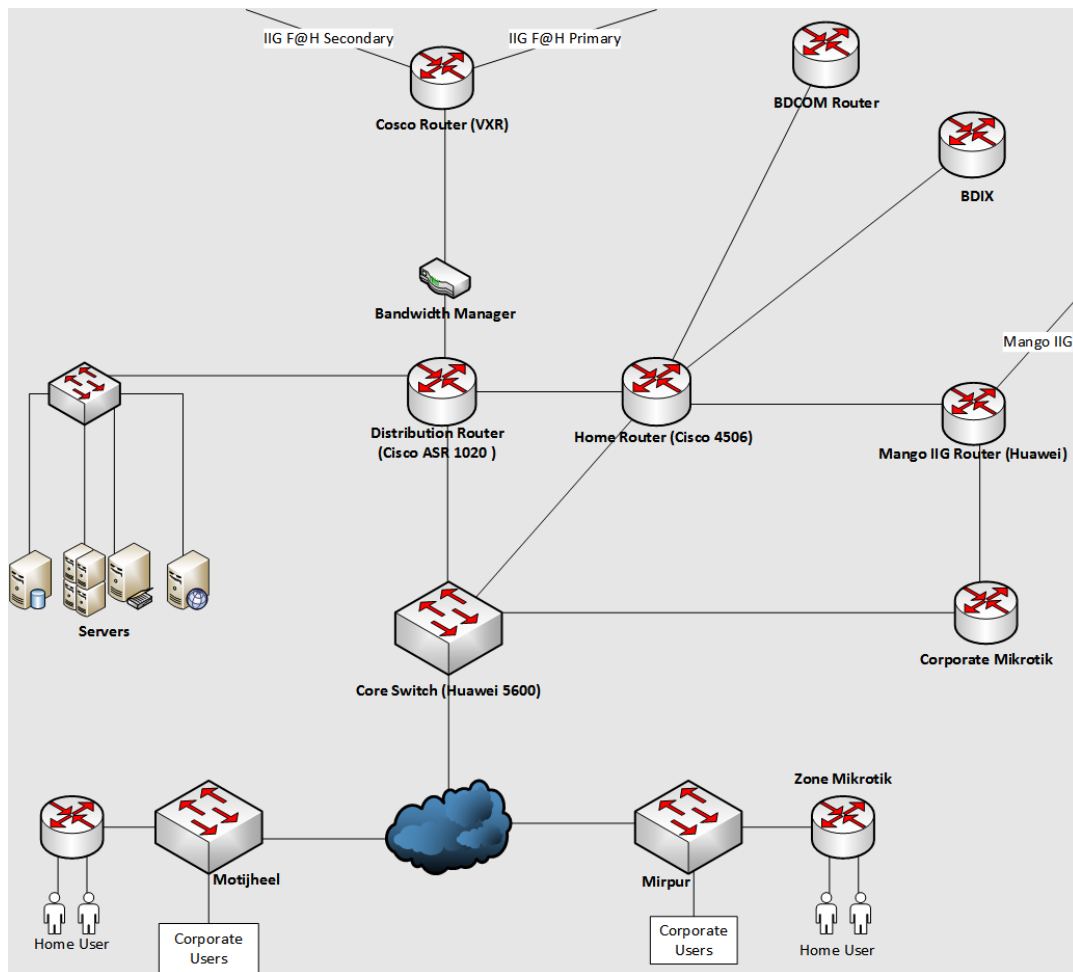 IIG F@H Secondary
IIG F@H Primary
Cosco Router (VXR)
BDCOM Router
BDIX
Bandwidth Manager
Mango IIG
Distribution Router
(Cisco ASR 1020 )
Home Router (Cisco 4506)
Mango IIG Router (Huawei)
Servers
Core Switch (Huawei 5600)
Corporate Mikrotik
Zone Mikrotik
Motijheel
Mirpur
Home User
Corporate
Users
Corporate
Users
Home User